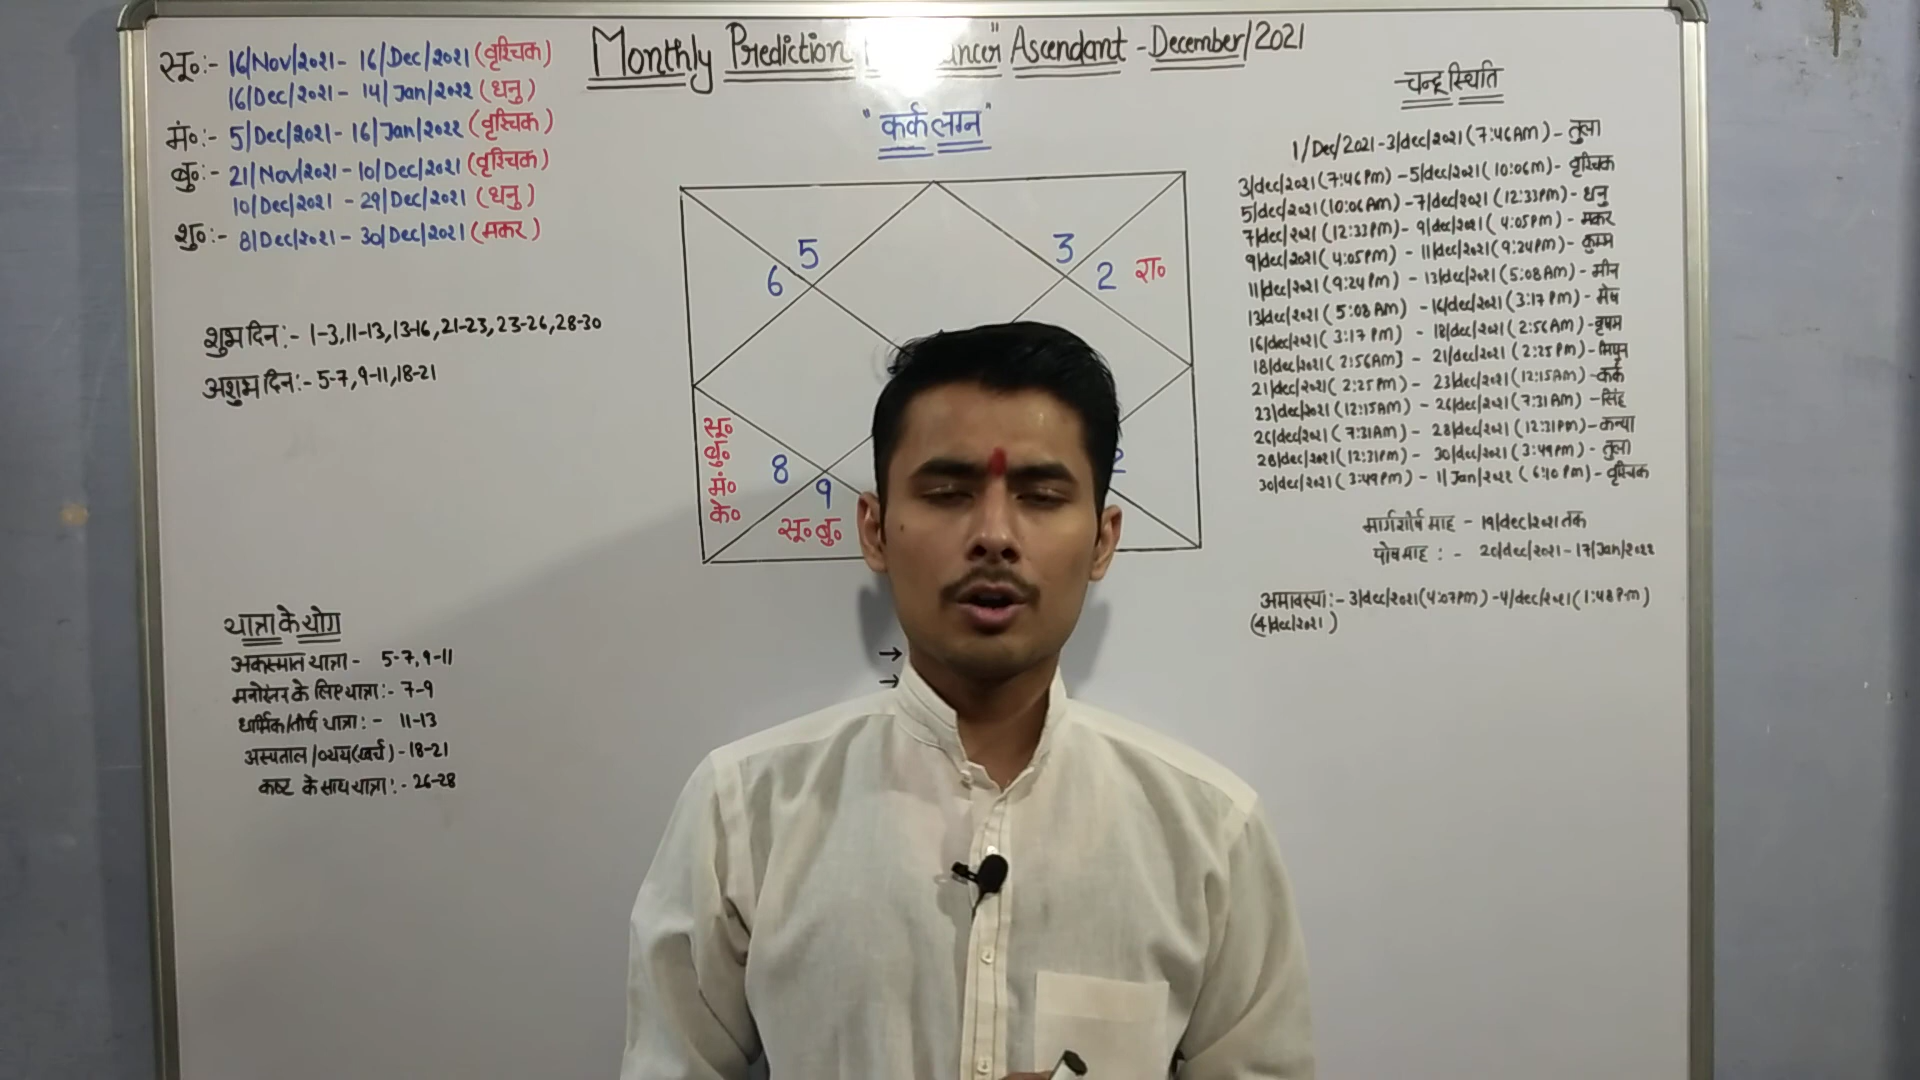 Monthly Prediction ancer" Ascendant - December/2021
"कर्क लग्न"
सू०:- 16/Nov/2021 - 16/Dec/2021 (वृश्चिक)
16/Dec/2021 - 14/Jan/2022 (धनु)
मं०:- 5/Dec/2021 - 16/Jan/2022 (वृश्चिक)
बु०:- 21/Nov/2021 - 10/Dec/2021 (वृश्चिक)
10/Dec/2021 - 29/Dec/2021 (धनु)
शु०:- 8/Dec/2021 - 30/Dec/2021 (मकर)
शुभ दिन:- 1-3,11-13,13-16,21-23,23-26,28-30
अशुभ दिन:- 5-7,9-11,18-21
5
6
3
2 रा०
सू०
बु०
मं०
के०
8
9
सू० बु०
2
यात्रा के योग
अकस्मात यात्रा - 5-7,9-11
के लिए यात्रा:- 7-9
धार्मिक/तीर्थ यात्रा:- 11-13
अस्पताल/व्यय(खर्च) - 18-21
कष्ट के साथ यात्रा:- 26-28
→
→
चन्द्र स्थिति
1/Dec/2021 - 3/dec/2021 (7:46AM) - तुला
3/dec/2021 (7:46PM) - 5/dec/2021 (10:06M) - वृश्चिक
5/dec/2021 (10:06AM) - 7/dec/2021 (12:33PM) - धनु
7/dec/2021 (12:33PM) - 9/dec/2021 (4:05PM) - मकर
9/dec/2021 (4:05PM) - 11/dec/2021 (9:24PM) - कुम्भ
11/dec/2021 (9:24PM) - 13/dec/2021 (5:08AM) - मीन
13/dec/2021 (5:08AM) - 16/dec/2021 (3:17PM) - मेष
16/dec/2021 (3:17PM) - 18/dec/2021 (2:56AM) - वृषभ
18/dec/2021 (2:56AM) - 21/dec/2021 (2:25PM) - मिथुन
21/dec/2021 (2:25PM) - 23/dec/2021 (12:15AM) - कर्क
23/dec/2021 (12:15AM) - 26/dec/2021 (7:31AM) - सिंह
26/dec/2021 (7:31AM) - 28/dec/2021 (12:31PM) - कन्या
28/dec/2021 (12:31PM) - 30/dec/2021 (3:49PM) - तुला
30/dec/2021 (3:49PM) - 1/Jan/2022 (6:10PM) - वृश्चिक
मार्गशीर्ष माह - 19/dec/2021 तक
पौष माह :- 20/dec/2021 - 17/Jan/2022
अमावस्या:- 3/dec/2021 (4:07PM) - 4/dec/2021 (1:48PM)
(4/dec/2021)